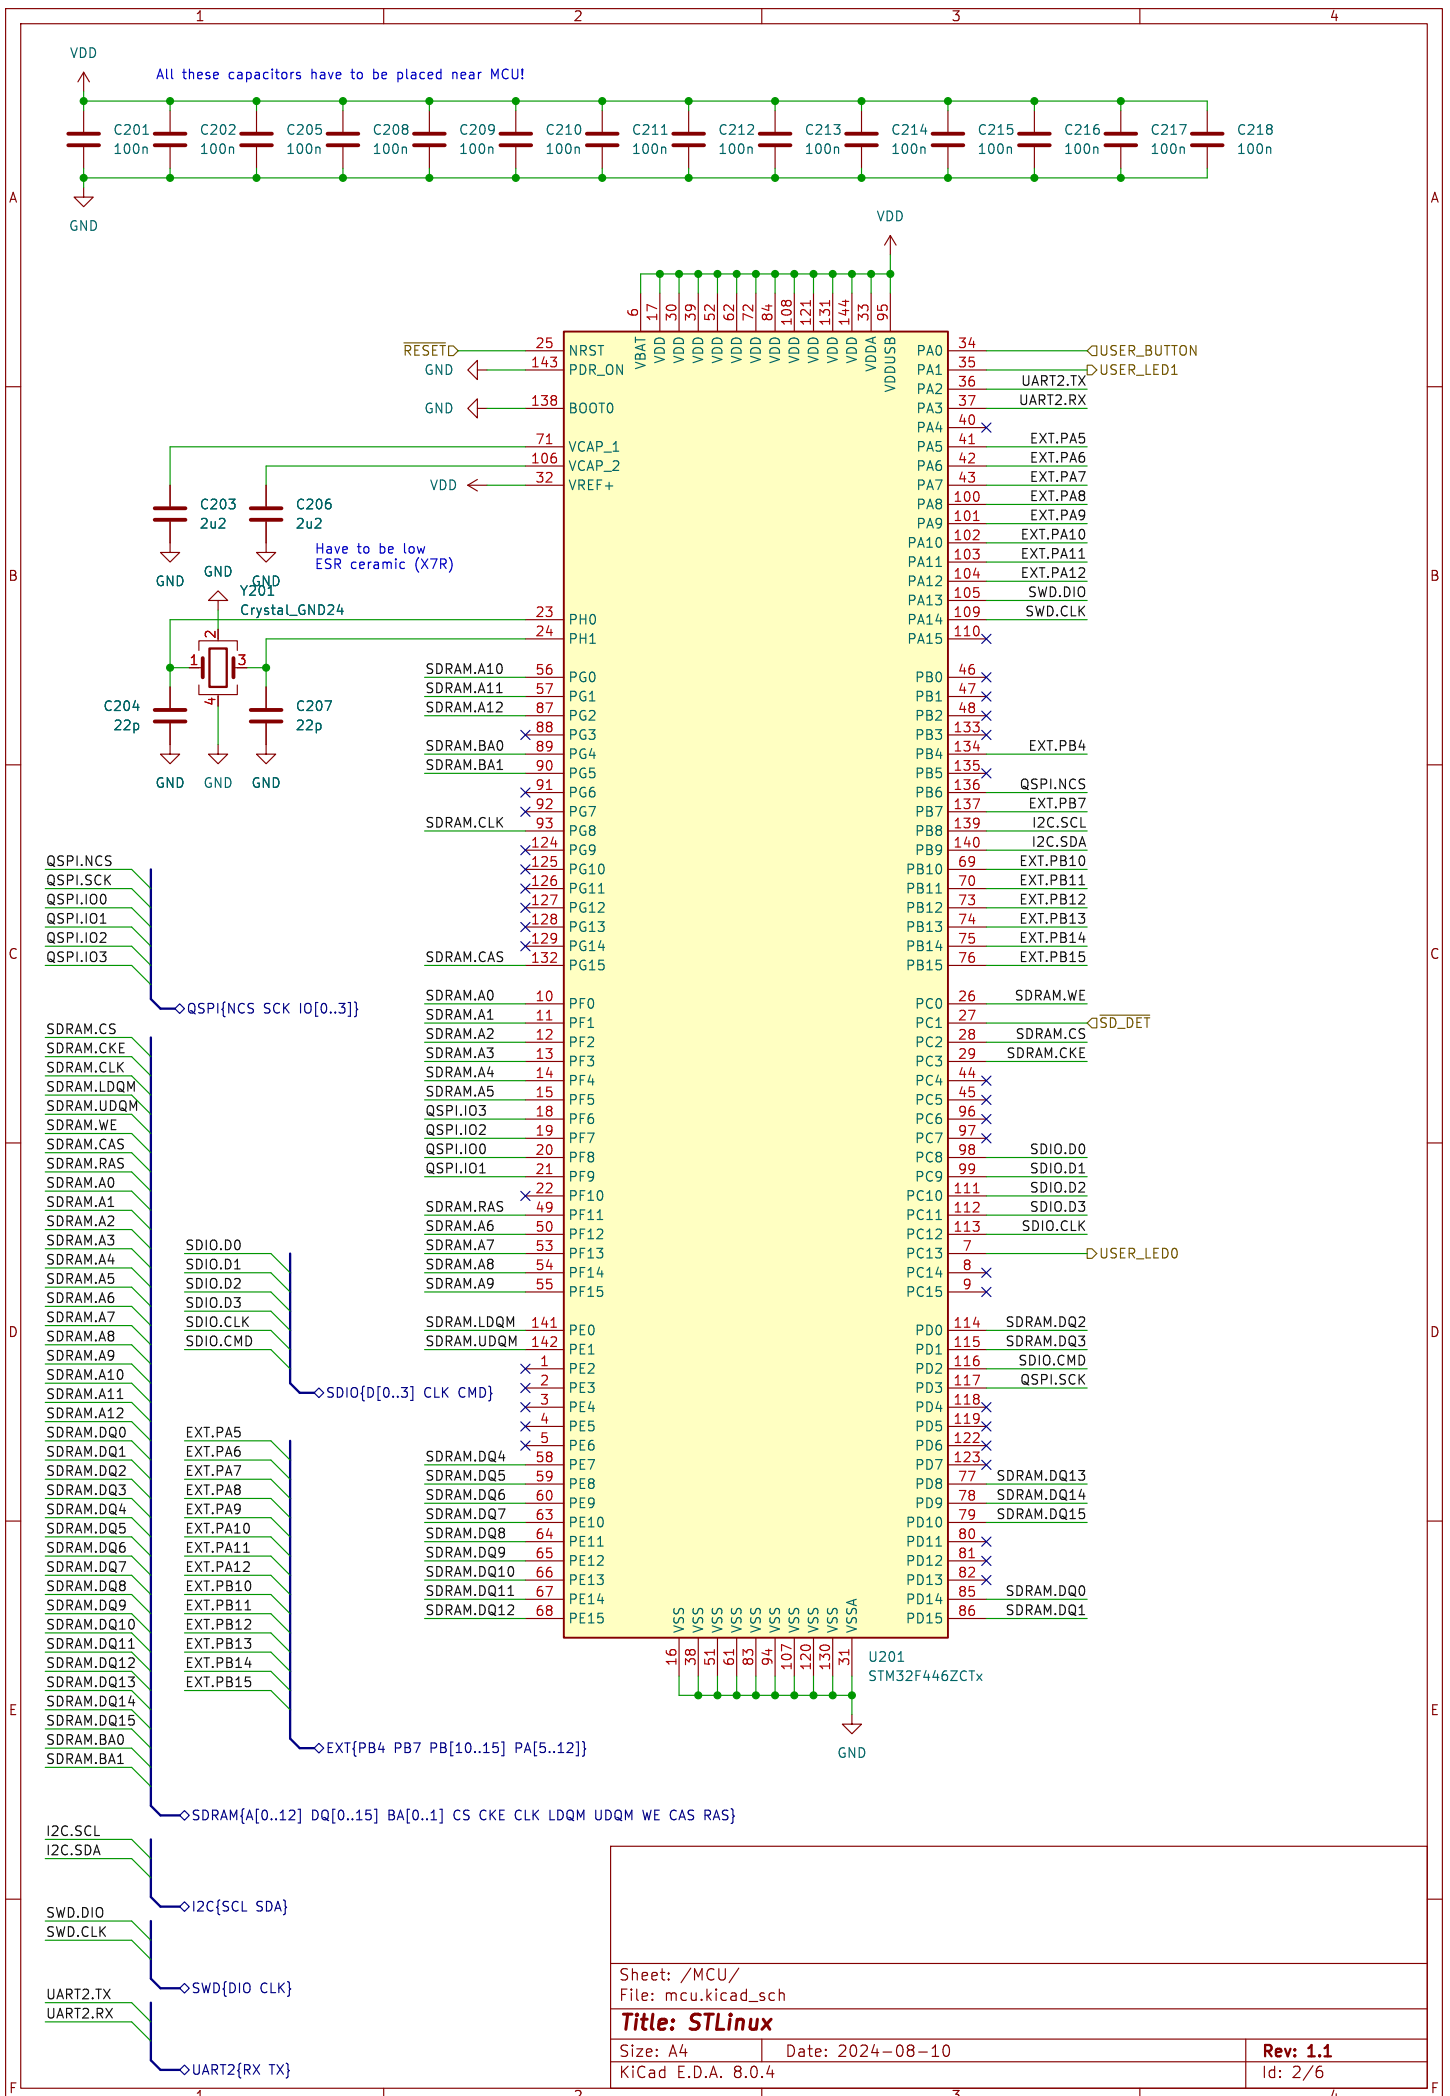 1 2 3 4
VDD
All these capacitors have to be placed near MCU!
C201 C202 C205 C208 C209 C210 C211 C212 C213 C214 C215 C216 C217 C218
100n 100n 100n 100n 100n 100n 100n 100n 100n 100n 100n 100n 100n 100n
A A
GND
VDD
6 17 30 39 52 62 72 84 108 121 131 144 33 95
VBAT VDD VDD VDD VDD VDD VDD VDD VDD VDD VDD VDD VDDA VDDUSB
RESET 25 NRST
GND 143 PDR_ON
GND 138 BOOT0
71 VCAP_1
106 VCAP_2
VDD 32 VREF+
C203 C206
2u2 2u2
Have to be low
ESR ceramic (X7R)
GND GND GND
B B
Y201
Crystal_GND24
23 PH0
24 PH1
2
1 3
4
C204 C207
22p 22p
GND GND GND
SDRAM.A10 56 PG0
SDRAM.A11 57 PG1
SDRAM.A12 87 PG2
88 PG3
SDRAM.BA0 89 PG4
SDRAM.BA1 90 PG5
91 PG6
92 PG7
SDRAM.CLK 93 PG8
124 PG9
125 PG10
126 PG11
127 PG12
128 PG13
129 PG14
SDRAM.CAS 132 PG15
SDRAM.A0 10 PF0
SDRAM.A1 11 PF1
SDRAM.A2 12 PF2
SDRAM.A3 13 PF3
SDRAM.A4 14 PF4
SDRAM.A5 15 PF5
QSPI.IO3 18 PF6
QSPI.IO2 19 PF7
QSPI.IO0 20 PF8
QSPI.IO1 21 PF9
22 PF10
SDRAM.RAS 49 PF11
SDRAM.A6 50 PF12
SDRAM.A7 53 PF13
SDRAM.A8 54 PF14
SDRAM.A9 55 PF15
SDRAM.LDQM 141 PE0
SDRAM.UDQM 142 PE1
1 PE2
2 PE3
3 PE4
4 PE5
5 PE6
SDRAM.DQ4 58 PE7
SDRAM.DQ5 59 PE8
SDRAM.DQ6 60 PE9
SDRAM.DQ7 63 PE10
SDRAM.DQ8 64 PE11
SDRAM.DQ9 65 PE12
SDRAM.DQ10 66 PE13
SDRAM.DQ11 67 PE14
SDRAM.DQ12 68 PE15
PA0 34 USER_BUTTON
PA1 35 USER_LED1
PA2 36 UART2.TX
PA3 37 UART2.RX
PA4 40
PA5 41 EXT.PA5
PA6 42 EXT.PA6
PA7 43 EXT.PA7
PA8 100 EXT.PA8
PA9 101 EXT.PA9
PA10 102 EXT.PA10
PA11 103 EXT.PA11
PA12 104 EXT.PA12
PA13 105 SWD.DIO
PA14 109 SWD.CLK
PA15 110
PB0 46
PB1 47
PB2 48
PB3 133
PB4 134 EXT.PB4
PB5 135
PB6 136 QSPI.NCS
PB7 137 EXT.PB7
PB8 139 I2C.SCL
PB9 140 I2C.SDA
PB10 69 EXT.PB10
PB11 70 EXT.PB11
PB12 73 EXT.PB12
PB13 74 EXT.PB13
PB14 75 EXT.PB14
PB15 76 EXT.PB15
PC0 26 SDRAM.WE
PC1 27 SD_DET
PC2 28 SDRAM.CS
PC3 29 SDRAM.CKE
PC4 44
PC5 45
PC6 96
PC7 97
PC8 98 SDIO.D0
PC9 99 SDIO.D1
PC10 111 SDIO.D2
PC11 112 SDIO.D3
PC12 113 SDIO.CLK
PC13 7 USER_LED0
PC14 8
PC15 9
PD0 114 SDRAM.DQ2
PD1 115 SDRAM.DQ3
PD2 116 SDIO.CMD
PD3 117 QSPI.SCK
PD4 118
PD5 119
PD6 122
PD7 123
PD8 77 SDRAM.DQ13
PD9 78 SDRAM.DQ14
PD10 79 SDRAM.DQ15
PD11 80
PD12 81
PD13 82
PD14 85 SDRAM.DQ0
PD15 86 SDRAM.DQ1
VSS VSS VSS VSS VSS VSS VSS VSS VSS VSSA
16 38 51 61 83 94 107 120 130 31
U201
STM32F446ZCTx
GND
C C
QSPI.NCS
QSPI.SCK
QSPI.IO0
QSPI.IO1
QSPI.IO2
QSPI.IO3
QSPI{NCS SCK IO[0..3]}
SDRAM.CS
SDRAM.CKE
SDRAM.CLK
SDRAM.LDQM
SDRAM.UDQM
SDRAM.WE
SDRAM.CAS
SDRAM.RAS
SDRAM.A0
SDRAM.A1
SDRAM.A2
SDRAM.A3
SDRAM.A4
SDRAM.A5
SDRAM.A6
SDRAM.A7
SDRAM.A8
SDRAM.A9
SDRAM.A10
SDRAM.A11
SDRAM.A12
SDRAM.DQ0
SDRAM.DQ1
SDRAM.DQ2
SDRAM.DQ3
SDRAM.DQ4
SDRAM.DQ5
SDRAM.DQ6
SDRAM.DQ7
SDRAM.DQ8
SDRAM.DQ9
SDRAM.DQ10
SDRAM.DQ11
SDRAM.DQ12
SDRAM.DQ13
SDRAM.DQ14
SDRAM.DQ15
SDRAM.BA0
SDRAM.BA1
SDRAM{A[0..12] DQ[0..15] BA[0..1] CS CKE CLK LDQM UDQM WE CAS RAS}
D D
SDIO.D0
SDIO.D1
SDIO.D2
SDIO.D3
SDIO.CLK
SDIO.CMD
SDIO{D[0..3] CLK CMD}
EXT.PA5
EXT.PA6
EXT.PA7
EXT.PA8
EXT.PA9
EXT.PA10
EXT.PA11
EXT.PA12
EXT.PB10
EXT.PB11
EXT.PB12
EXT.PB13
EXT.PB14
EXT.PB15
EXT{PB4 PB7 PB[10..15] PA[5..12]}
E E
I2C.SCL
I2C.SDA
I2C{SCL SDA}
SWD.DIO
SWD.CLK
SWD{DIO CLK}
UART2.TX
UART2.RX
UART2{RX TX}
Sheet: /MCU/
File: mcu.kicad_sch
Title: STLinux
Size: A4 Date: 2024-08-10 Rev: 1.1
KiCad E.D.A. 8.0.4 Id: 2/6
F F
1 2 3 4